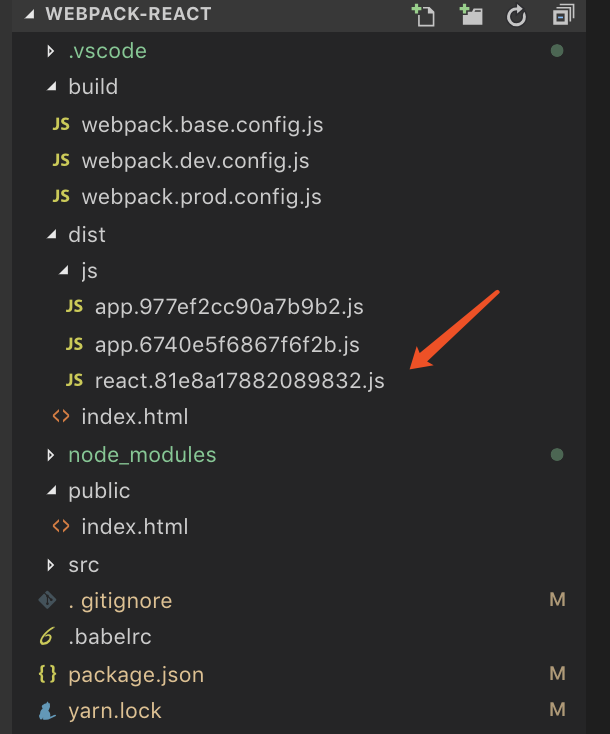 WEBPACK-REACT
.vscode
build
JS webpack.base.config.js
JS webpack.dev.config.js
JS webpack.prod.config.js
dist
js
JS app.977ef2cc90a7b9b2.js
JS app.6740e5f6867f6f2b.js
JS react.81e8a17882089832.js
<> index.html
node_modules
public
<> index.html
src
. gitignore M
6 .babelrc
{} package.json M
yarn.lock M